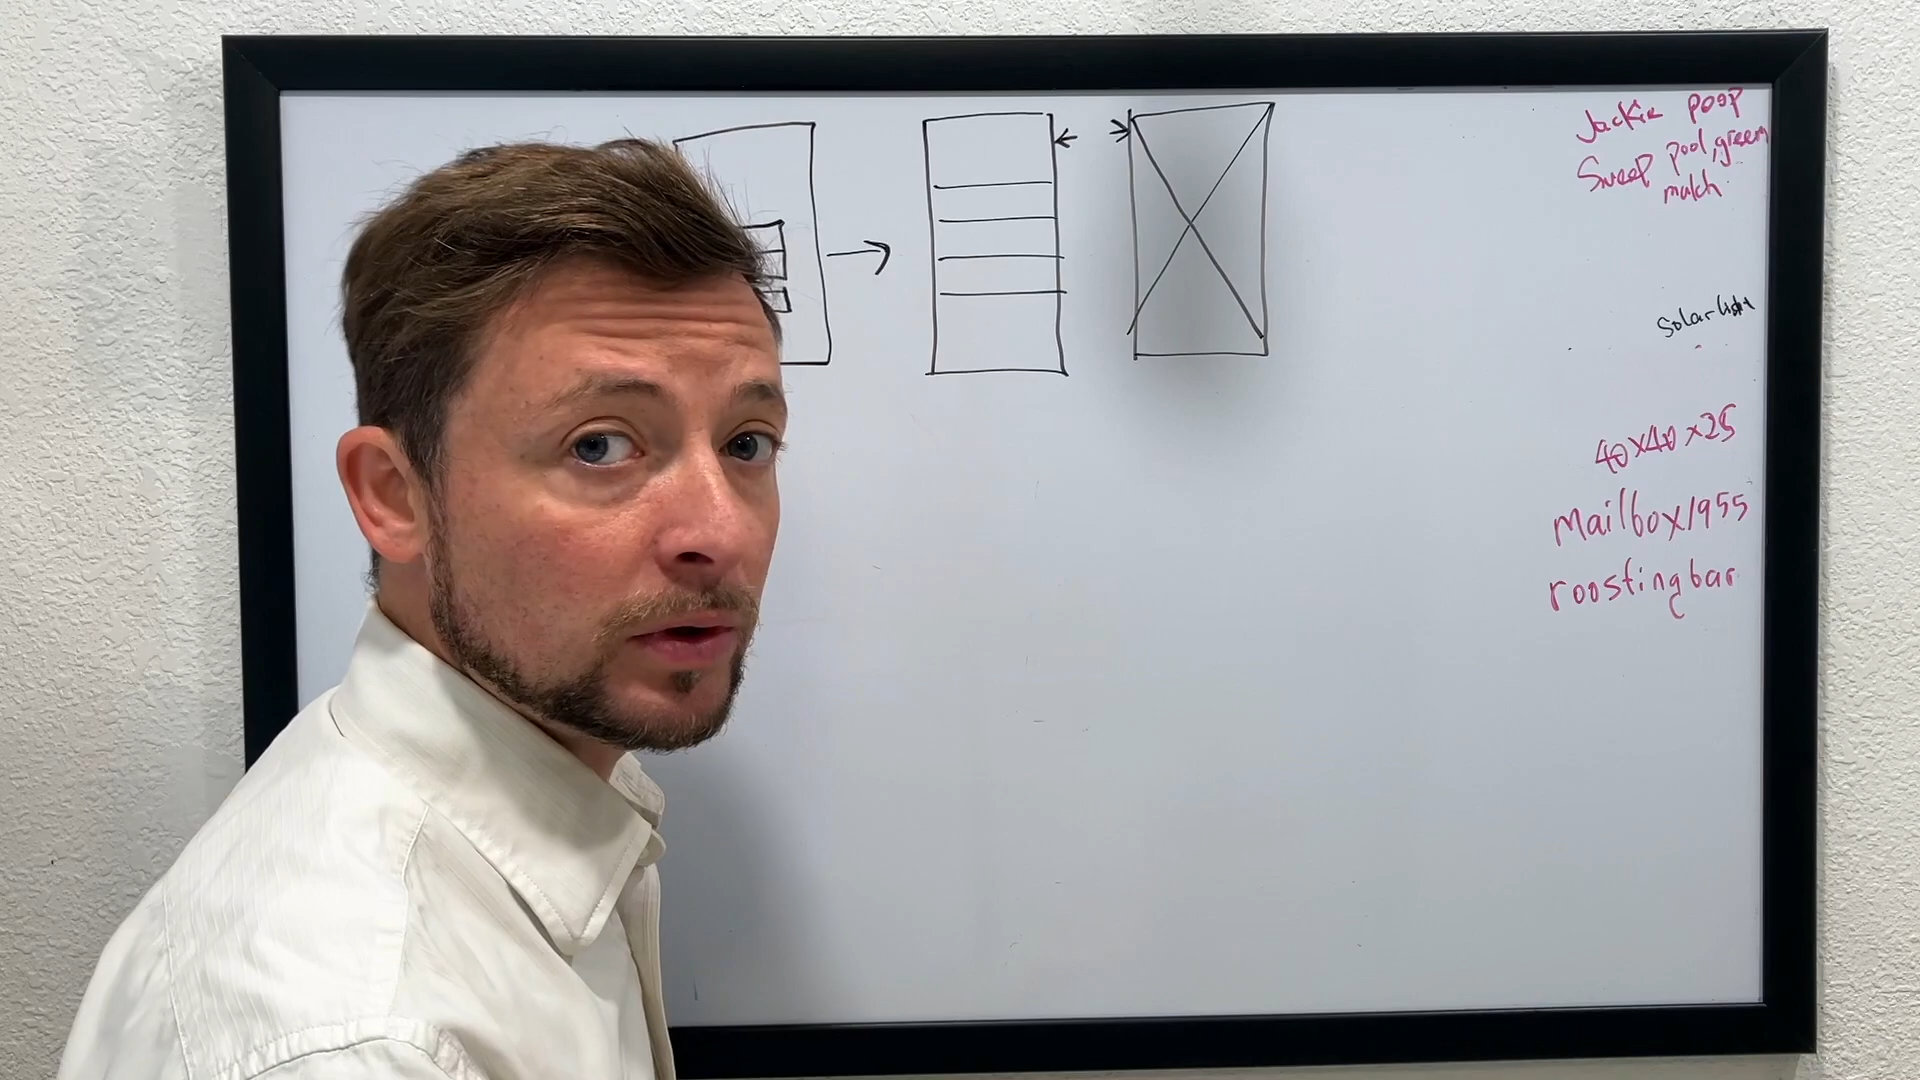 Jackie poop
Sweep pool, green
mulch
Solar light
40x40x25
Mailbox/955
roosting bar